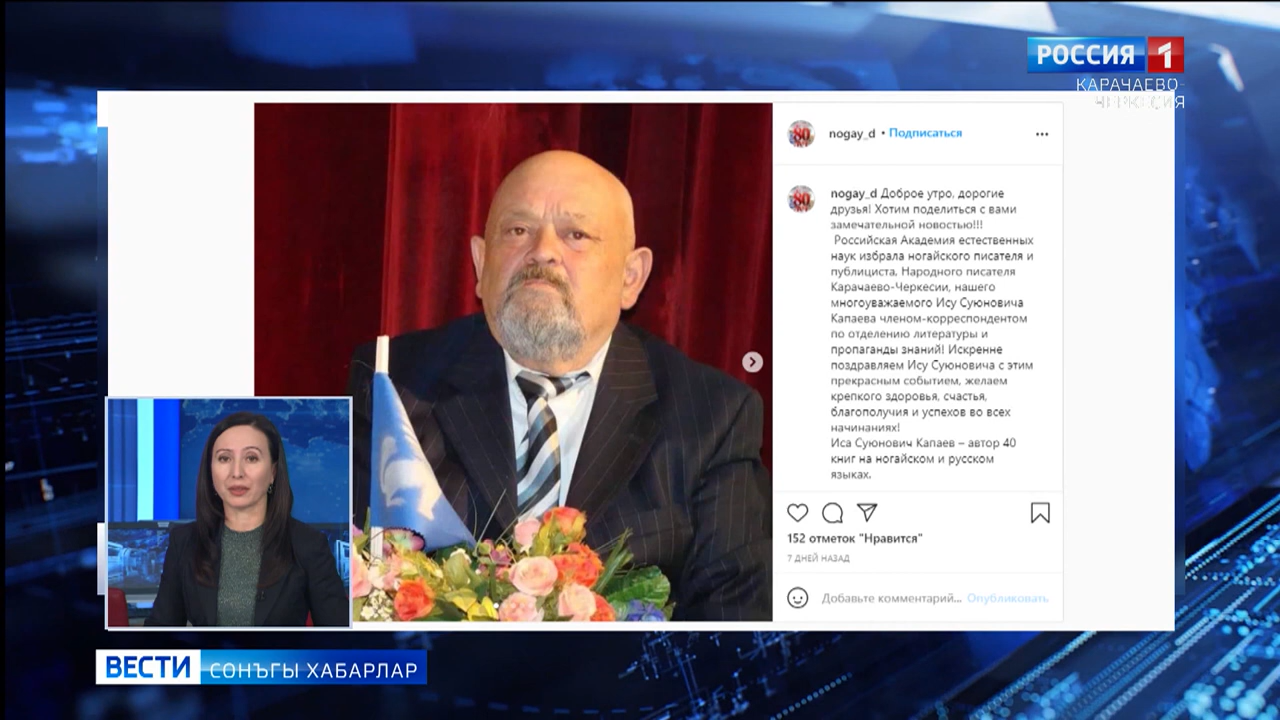 РОССИЯ 1
КАРАЧАЕВО-
ЧЕРКЕСИЯ
nogay_d • Подписаться
80
nogay_d Доброе утро, дорогие
друзья! Хотим поделиться с вами
замечательной новостью!!!
Российская Академия естественных
наук избрала ногайского писателя и
публициста, Народного писателя
Карачаево-Черкесии, нашего
многоуважаемого Ису Суюновича
Капаева членом-корреспондентом
по отделению литературы и
пропаганды знаний! Искренне
поздравляем Ису Суюновича с этим
прекрасным событием, желаем
крепкого здоровья, счастья,
благополучия и успехов во всех
начинаниях!
Иса Суюнович Капаев – автор 40
книг на ногайском и русском
языках.
152 отметок "Нравится"
7 ДНЕЙ НАЗАД
Добавьте комментарий... Опубликовать
ВЕСТИ СОНЪГЫ ХАБАРЛАР